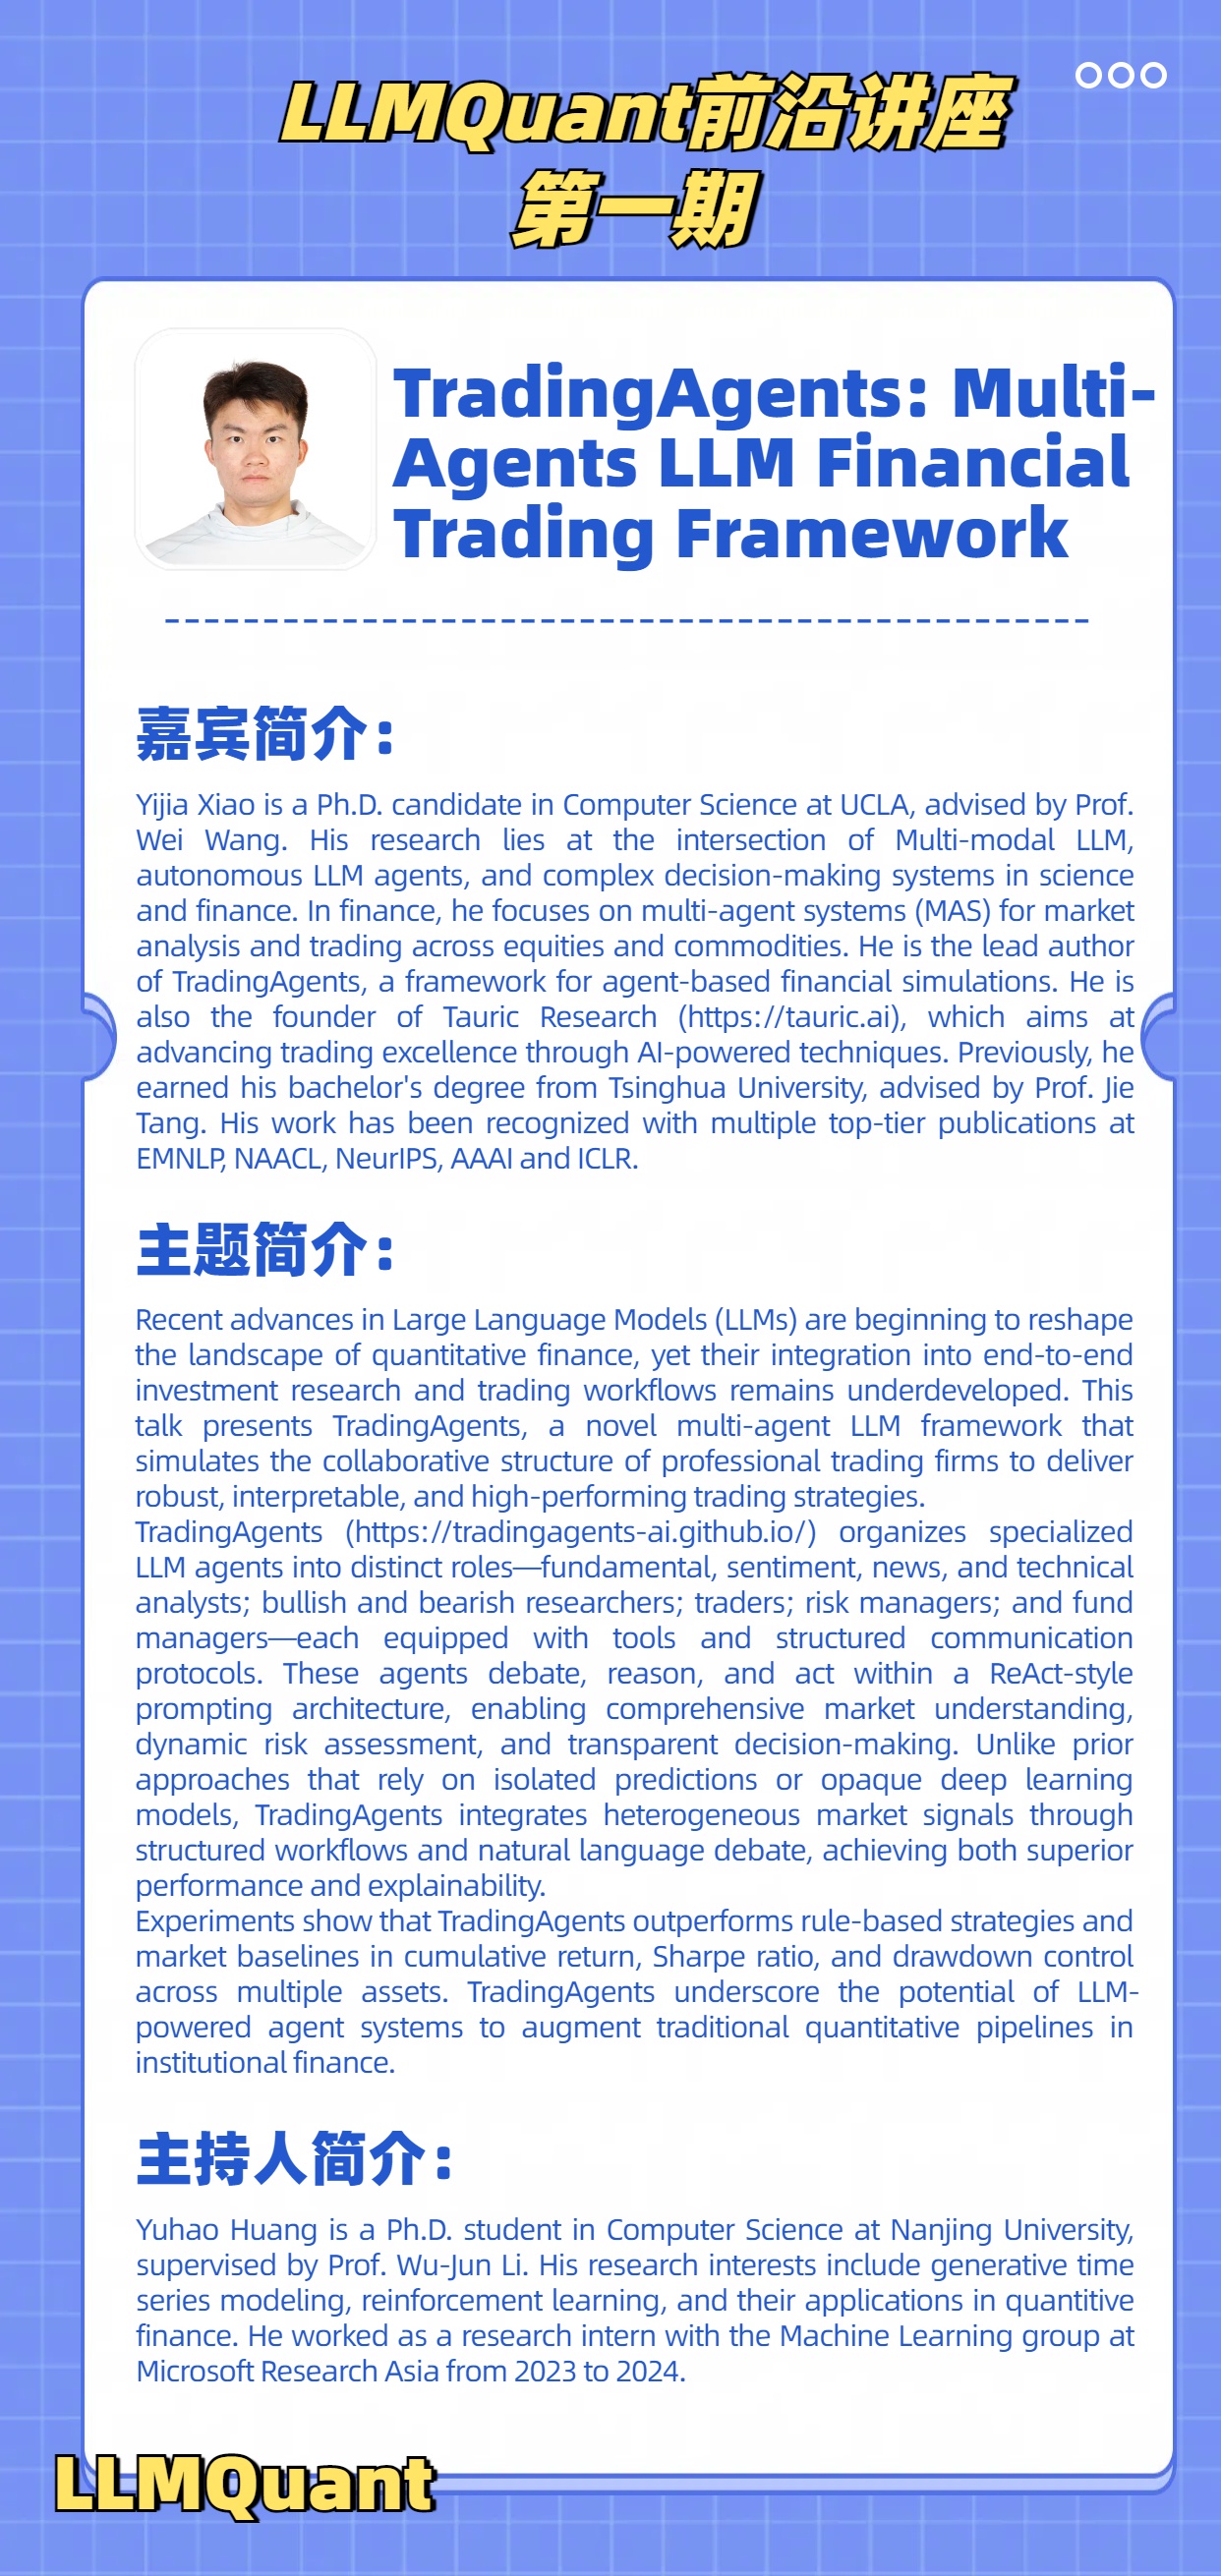 LLMQuant前沿讲座
第一期
TradingAgents: Multi-
Agents LLM Financial
Trading Framework
嘉宾简介：
Yijia Xiao is a Ph.D. candidate in Computer Science at UCLA, advised by Prof.
Wei Wang. His research lies at the intersection of Multi-modal LLM,
autonomous LLM agents, and complex decision-making systems in science
and finance. In finance, he focuses on multi-agent systems (MAS) for market
analysis and trading across equities and commodities. He is the lead author
of TradingAgents, a framework for agent-based financial simulations. He is
also the founder of Tauric Research (https://tauric.ai), which aims at
advancing trading excellence through AI-powered techniques. Previously, he
earned his bachelor's degree from Tsinghua University, advised by Prof. Jie
Tang. His work has been recognized with multiple top-tier publications at
EMNLP, NAACL, NeurIPS, AAAI and ICLR.
主题简介：
Recent advances in Large Language Models (LLMs) are beginning to reshape
the landscape of quantitative finance, yet their integration into end-to-end
investment research and trading workflows remains underdeveloped. This
talk presents TradingAgents, a novel multi-agent LLM framework that
simulates the collaborative structure of professional trading firms to deliver
robust, interpretable, and high-performing trading strategies.
TradingAgents (https://tradingagents-ai.github.io/) organizes specialized
LLM agents into distinct roles—fundamental, sentiment, news, and technical
analysts; bullish and bearish researchers; traders; risk managers; and fund
managers—each equipped with tools and structured communication
protocols. These agents debate, reason, and act within a ReAct-style
prompting architecture, enabling comprehensive market understanding,
dynamic risk assessment, and transparent decision-making. Unlike prior
approaches that rely on isolated predictions or opaque deep learning
models, TradingAgents integrates heterogeneous market signals through
structured workflows and natural language debate, achieving both superior
performance and explainability.
Experiments show that TradingAgents outperforms rule-based strategies and
market baselines in cumulative return, Sharpe ratio, and drawdown control
across multiple assets. TradingAgents underscore the potential of LLM-
powered agent systems to augment traditional quantitative pipelines in
institutional finance.
主持人简介：
Yuhao Huang is a Ph.D. student in Computer Science at Nanjing University,
supervised by Prof. Wu-Jun Li. His research interests include generative time
series modeling, reinforcement learning, and their applications in quantitive
finance. He worked as a research intern with the Machine Learning group at
Microsoft Research Asia from 2023 to 2024.
LLMQuant